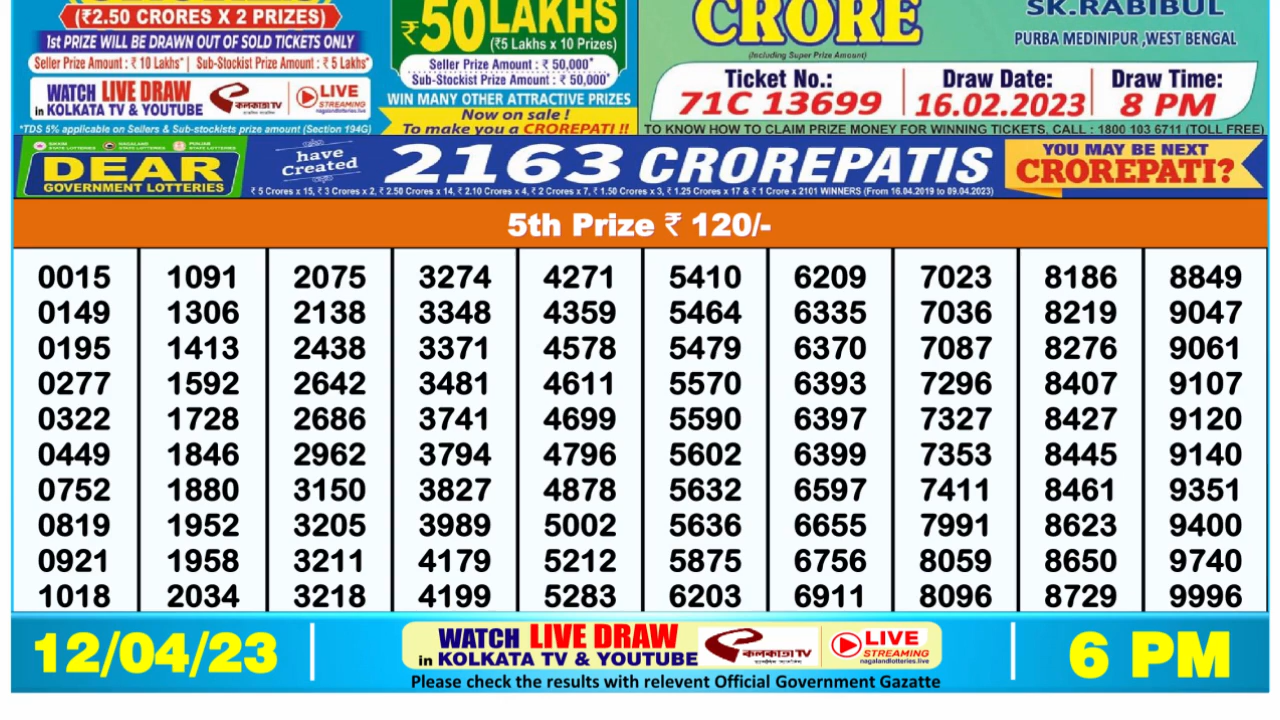 (₹2.50 CRORES X 2 PRIZES)
1st PRIZE WILL BE DRAWN OUT OF SOLD TICKETS ONLY
Seller Prize Amount : ₹ 10 Lakhs* | Sub-Stockist Prize Amount : ₹ 5 Lakhs*
WATCH LIVE DRAW
in KOLKATA TV & YOUTUBE
কলকাতা TV
LIVE
STREAMING
nagalandlotteries.live
*TDS 5% applicable on Sellers & Sub-stockists prize amount (Section 194G)
₹50 LAKHS
(₹5 Lakhs x 10 Prizes)
Seller Prize Amount : ₹ 50,000*
Sub-Stockist Prize Amount : ₹ 50,000*
WIN MANY OTHER ATTRACTIVE PRIZES
Now on sale !
To make you a CROREPATI !!
CRORE
(Including Super Prize Amount)
SK.RABIBUL
PURBA MEDINIPUR ,WEST BENGAL
Ticket No.: Draw Date: Draw Time:
71C 13699 16.02.2023 8 PM
TO KNOW HOW TO CLAIM PRIZE MONEY FOR WINNING TICKETS, CALL : 1800 103 6711 (TOLL FREE)
DEAR
GOVERNMENT LOTTERIES
have
created
2163 CROREPATIS
₹ 5 Crores x 15, ₹ 3 Crores x 2, ₹ 2.50 Crores x 14, ₹ 2.10 Crores x 4, ₹ 2 Crores x 7, ₹ 1.50 Crores x 3, ₹ 1.25 Crores x 17 & ₹ 1 Crore x 2101 WINNERS (From 16.04.2019 to 09.04.2023)
YOU MAY BE NEXT
CROREPATI?
5th Prize ₹ 120/-
0015 1091 2075 3274 4271 5410 6209 7023 8186 8849
0149 1306 2138 3348 4359 5464 6335 7036 8219 9047
0195 1413 2438 3371 4578 5479 6370 7087 8276 9061
0277 1592 2642 3481 4611 5570 6393 7296 8407 9107
0322 1728 2686 3741 4699 5590 6397 7327 8427 9120
0449 1846 2962 3794 4796 5602 6399 7353 8445 9140
0752 1880 3150 3827 4878 5632 6597 7411 8461 9351
0819 1952 3205 3989 5002 5636 6655 7991 8623 9400
0921 1958 3211 4179 5212 5875 6756 8059 8650 9740
1018 2034 3218 4199 5283 6203 6911 8096 8729 9996
12/04/23
WATCH LIVE DRAW
in KOLKATA TV & YOUTUBE
কলকাতা TV
LIVE
STREAMING
nagalandlotteries.live
Please check the results with relevent Official Government Gazatte
6 PM